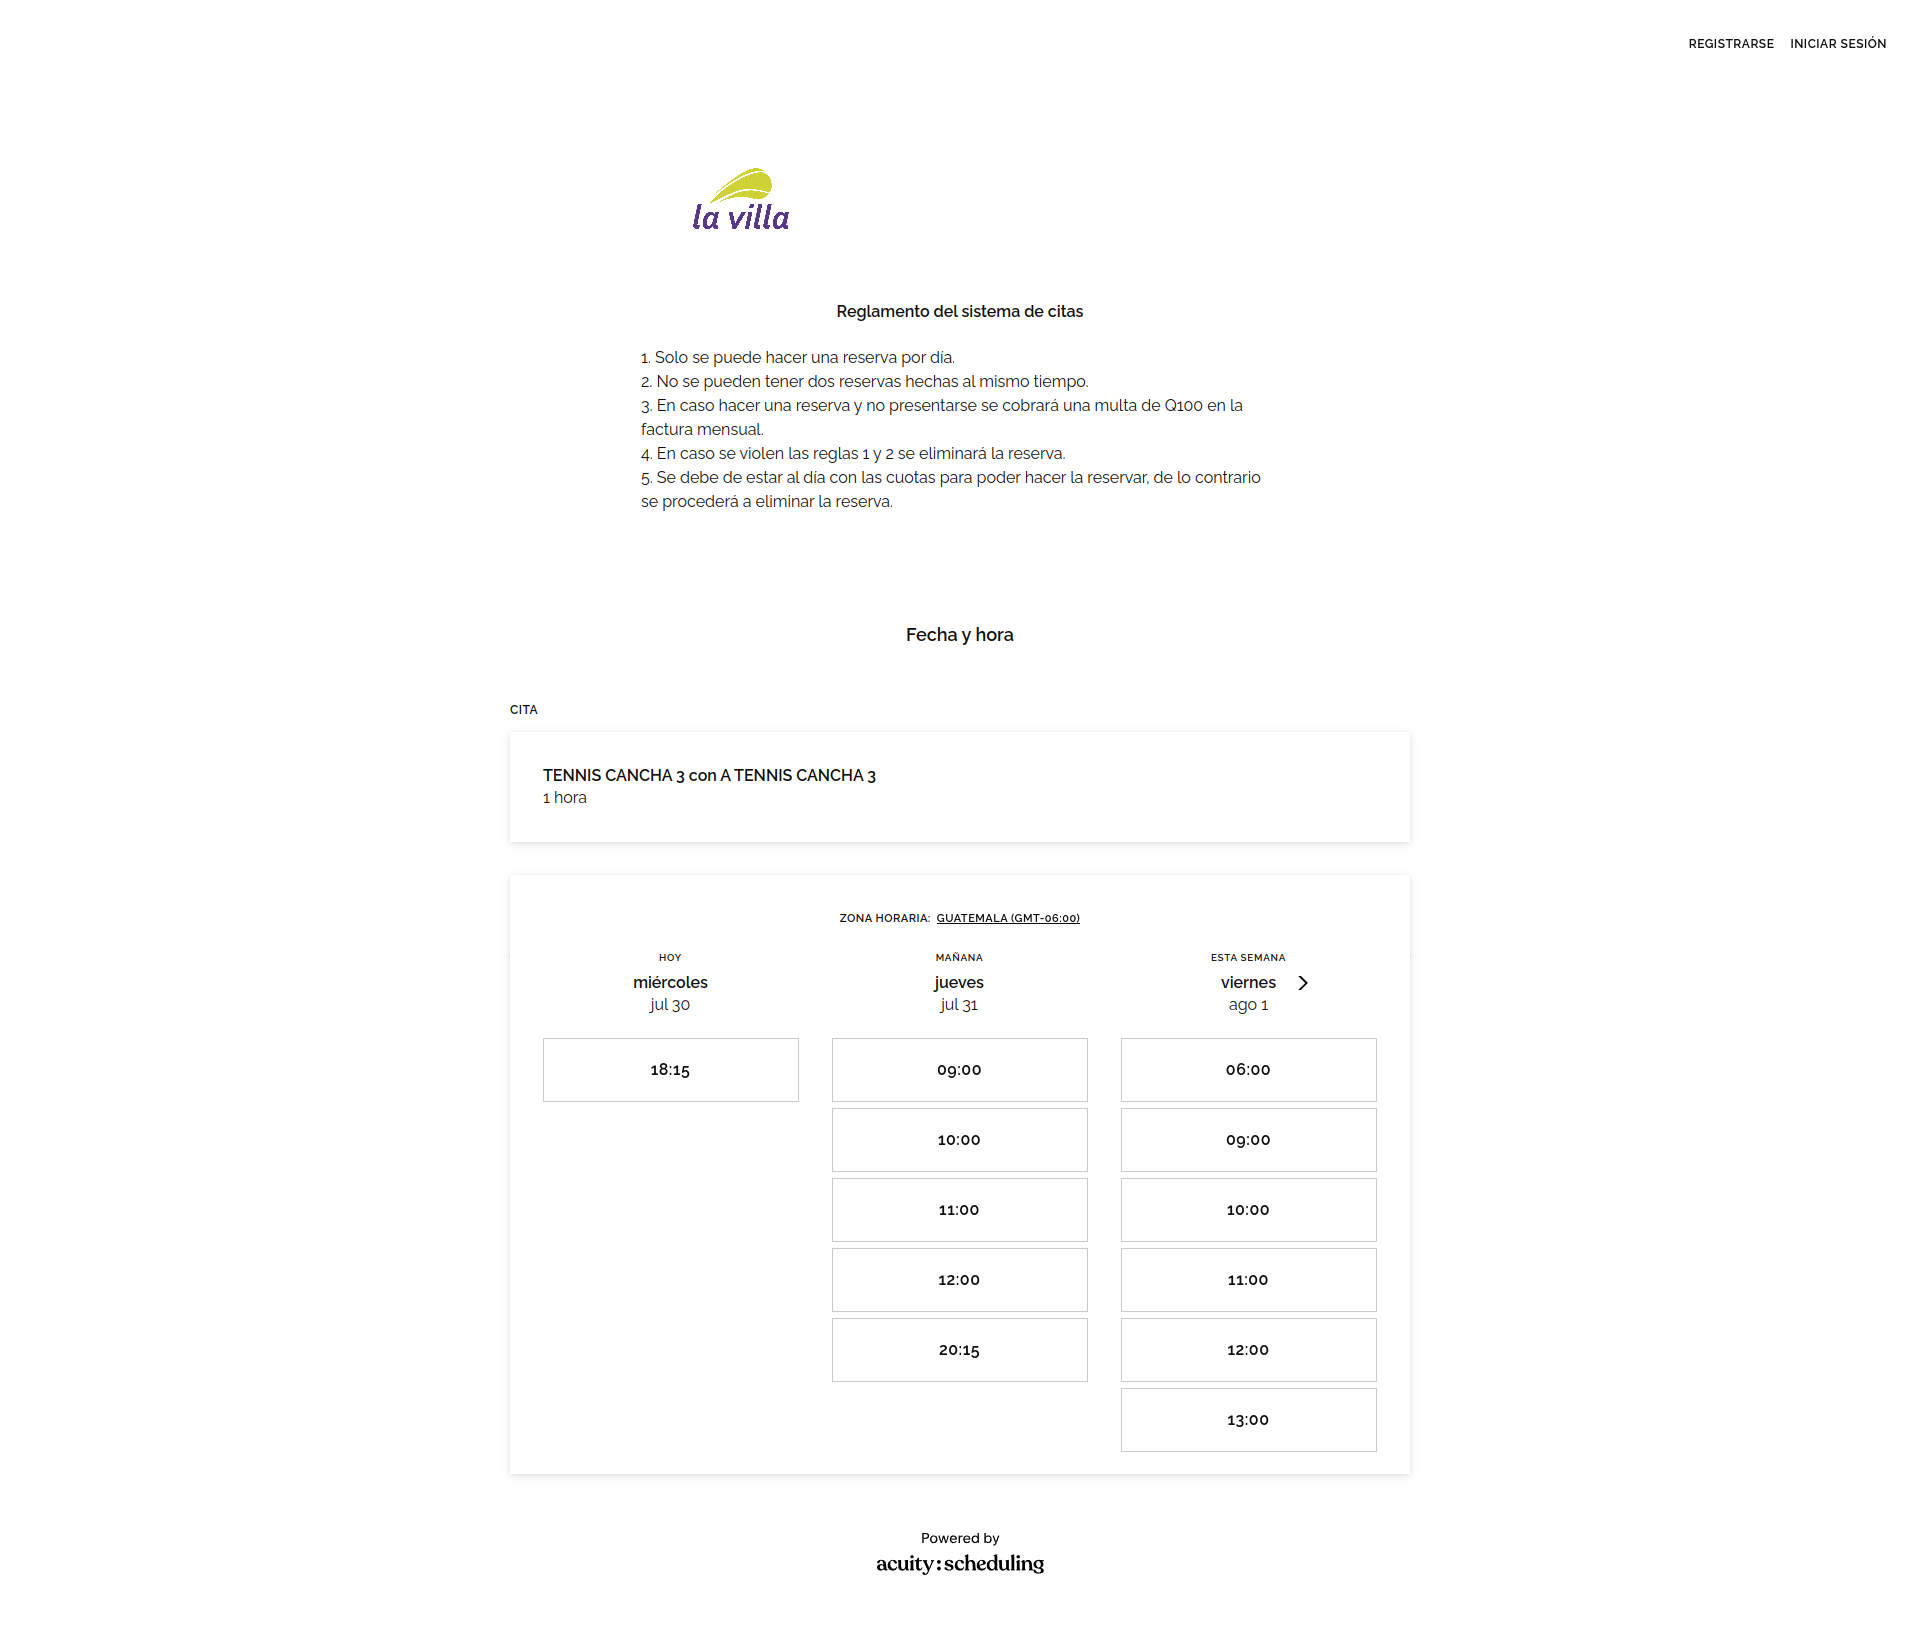 REGISTRARSE INICIAR SESIÓN
la villa
Reglamento del sistema de citas
1. Solo se puede hacer una reserva por día.
2. No se pueden tener dos reservas hechas al mismo tiempo.
3. En caso hacer una reserva y no presentarse se cobrará una multa de Q100 en la
factura mensual.
4. En caso se violen las reglas 1 y 2 se eliminará la reserva.
5. Se debe de estar al día con las cuotas para poder hacer la reservar, de lo contrario
se procederá a eliminar la reserva.
Fecha y hora
CITA
TENNIS CANCHA 3 con A TENNIS CANCHA 3
1 hora
ZONA HORARIA: GUATEMALA (GMT-06:00)
HOY
miércoles
jul 30
18:15
MAÑANA
jueves
jul 31
09:00
10:00
11:00
12:00
20:15
ESTA SEMANA
viernes
ago 1
06:00
09:00
10:00
11:00
12:00
13:00
Powered by
acuity:scheduling